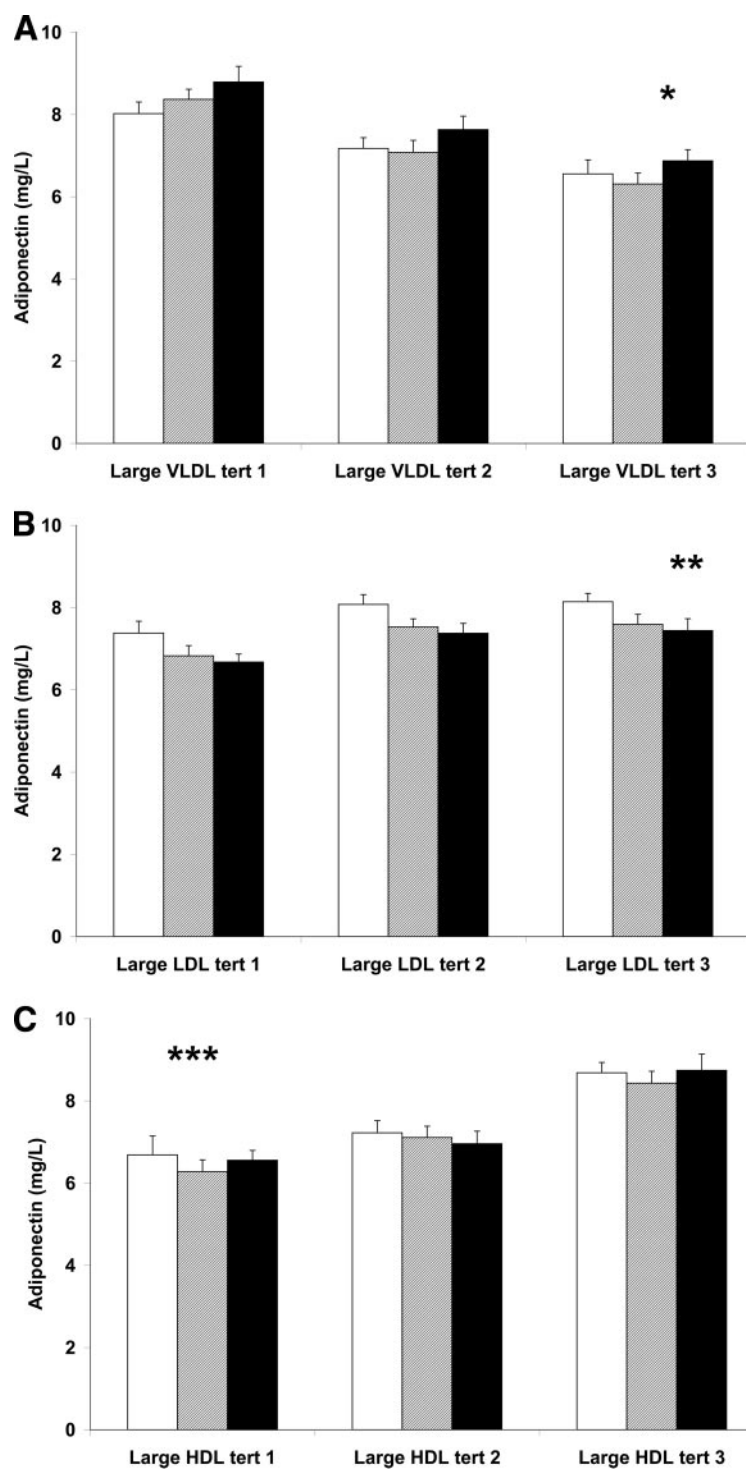 A
10
8
6
4
2
0
Adiponectin (mg/L)
*
Large VLDL tert 1 Large VLDL tert 2 Large VLDL tert 3
B
10
8
6
4
2
0
Adiponectin (mg/L)
**
Large LDL tert 1 Large LDL tert 2 Large LDL tert 3
C
10
8
6
4
2
0
Adiponectin (mg/L)
***
Large HDL tert 1 Large HDL tert 2 Large HDL tert 3